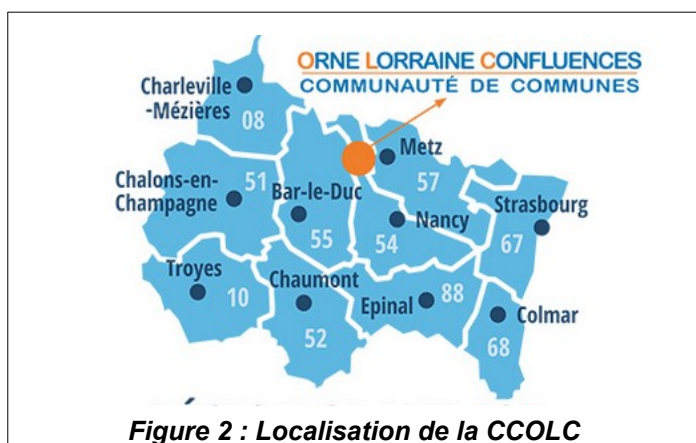 ORNE LORRAINE CONFLUENCES
COMMUNAUTÉ DE COMMUNES
Charleville
-Mézières
08
Metz
57
Chalons-en-
Champagne
51
Bar-le-Duc
55
Nancy
54
Strasbourg
67
Troyes
10
Chaumont
52
Epinal
88
Colmar
68
Figure 2 : Localisation de la CCOLC